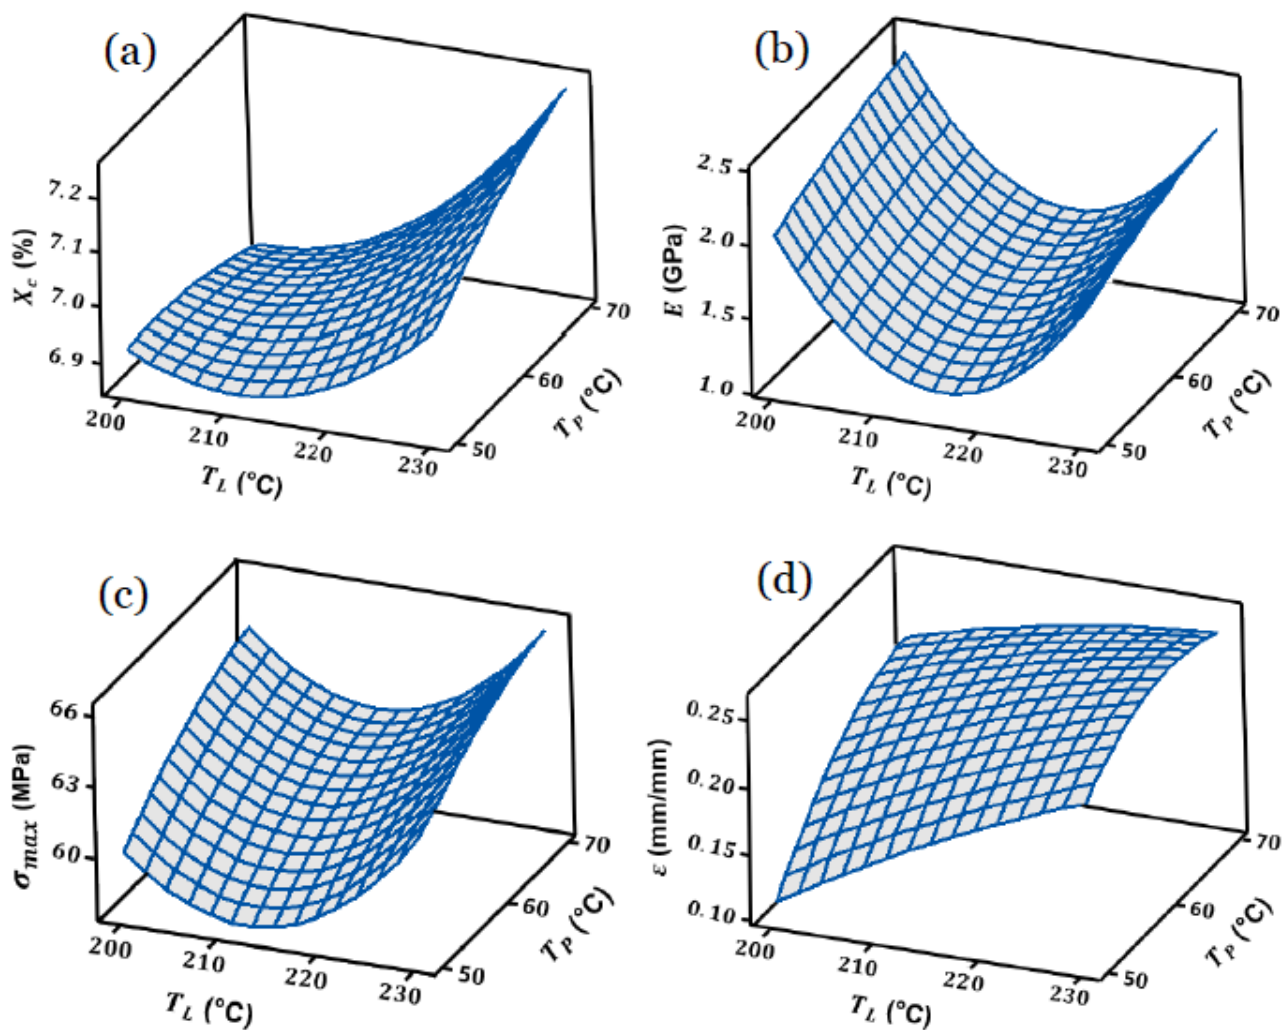 (a)
7.2
7.1
7.0
6.9
X_c (%)
200
210
220
230
T_L (°C)
50
60
70
T_P (°C)
(b)
2.5
2.0
1.5
1.0
E (GPa)
200
210
220
230
T_L (°C)
50
60
70
T_P (°C)
(c)
66
63
60
σ_max (MPa)
200
210
220
230
T_L (°C)
50
60
70
T_P (°C)
(d)
0.25
0.20
0.15
0.10
ε (mm/mm)
200
210
220
230
T_L (°C)
50
60
70
T_P (°C)